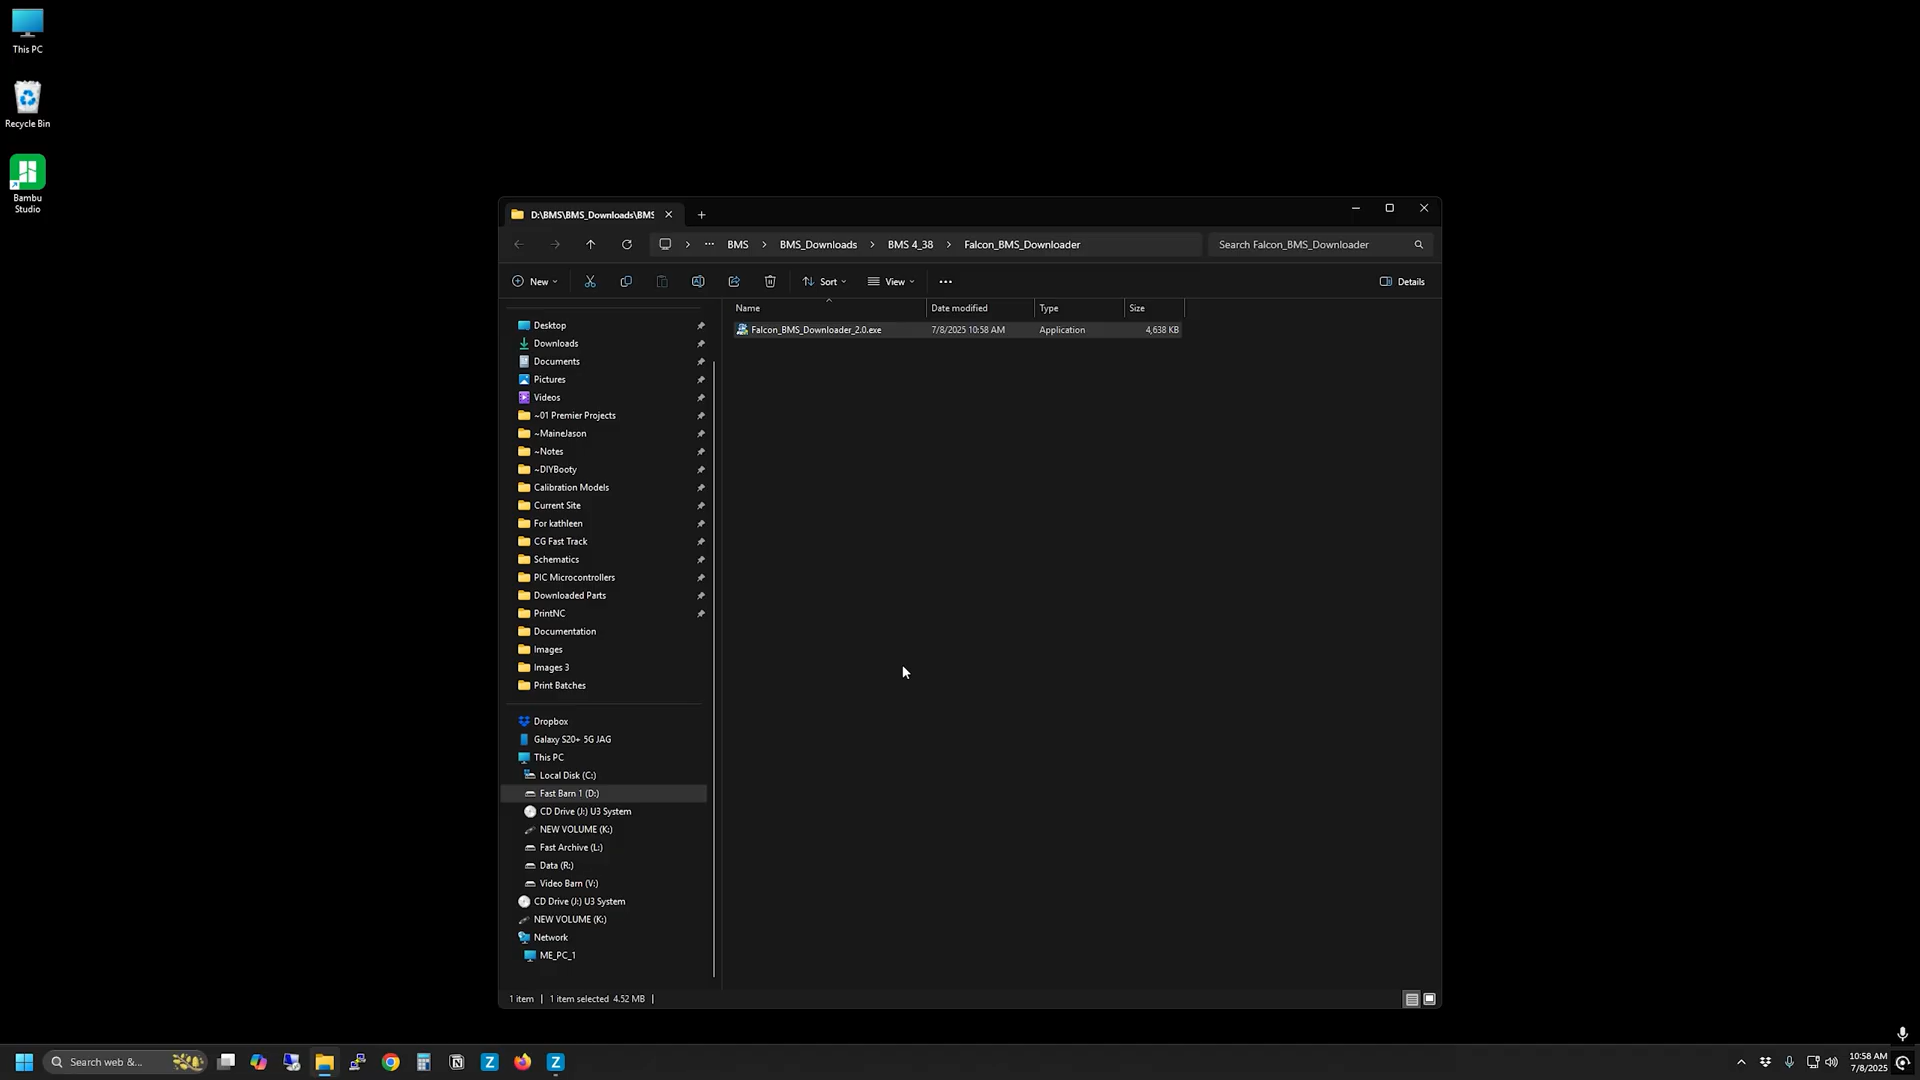 This PC
Recycle Bin
Bambu
Studio
D:\BMS\BMS_Downloads\BMS
BMS
BMS_Downloads
BMS 4_38
Falcon_BMS_Downloader
Search Falcon_BMS_Downloader
New
Sort
View
Details
Name
Date modified
Type
Size
Falcon_BMS_Downloader_2.0.exe
7/8/2025 10:58 AM
Application
4,638 KB
Desktop
Downloads
Documents
Pictures
Videos
~01 Premier Projects
~MaineJason
~Notes
~DIYBooty
Calibration Models
Current Site
For kathleen
CG Fast Track
Schematics
PIC Microcontrollers
Downloaded Parts
PrintNC
Documentation
Images
Images 3
Print Batches
Dropbox
Galaxy S20+ 5G JAG
This PC
Local Disk (C:)
Fast Barn 1 (D:)
CD Drive (J:) U3 System
NEW VOLUME (K:)
Fast Archive (L:)
Data (R:)
Video Barn (V:)
CD Drive (J:) U3 System
NEW VOLUME (K:)
Network
ME_PC_1
1 item
1 item selected 4.52 MB
Search web &...
10:58 AM
7/8/2025